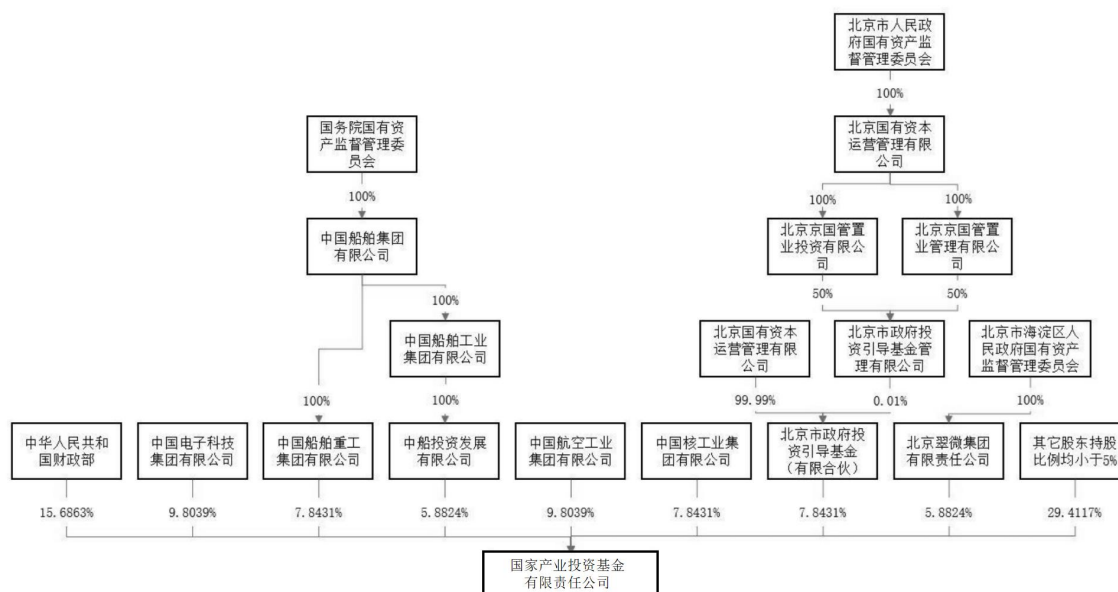 北京市人民政
府国有资产监
督管理委员会
100%
国务院国有资
产监督管理委
员会
北京国有资本
运营管理有限
公司
100%
100%
100%
中国船舶集团
有限公司
北京京国管置
业投资有限公
司
北京京国管置
业管理有限公
司
100%
50%
50%
中国船舶工业
集团有限公司
北京国有资本
运营管理有限
公司
北京市政府投
资引导基金管
理有限公司
北京市海淀区人
民政府国有资产
监督管理委员会
100%
100%
99.99%
0.01%
100%
中华人民共和
国财政部
中国电子科技
集团有限公司
中国船舶重工
集团有限公司
中船投资发展
有限公司
中国航空工业
集团有限公司
中国核工业集
团有限公司
北京市政府投
资引导基金
（有限合伙）
北京翠微集团
有限责任公司
其它股东持股
比例均小于5%
15.6863%
9.8039%
7.8431%
5.8824%
9.8039%
7.8431%
7.8431%
5.8824%
29.4117%
国家产业投资基金
有限责任公司